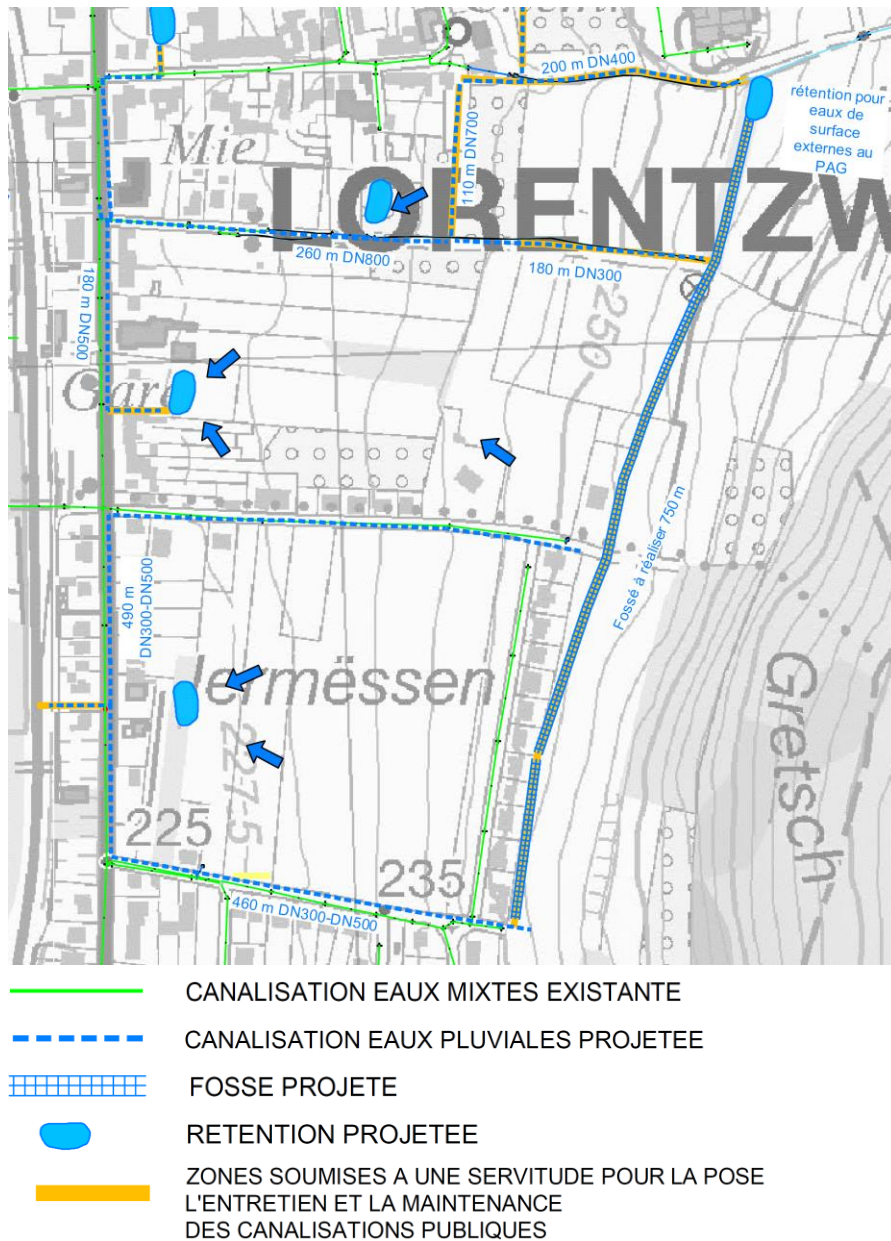 200 m DN400
rétention pour
eaux de
surface
externes au
PAG
Mie
110 m DN700
LORENTZW
260 m DN800
180 m DN300
180 m DN500
250
Gare
Fossé à réaliser 750 m
490 m
DN300-DN500
Jermëssen
227.5
Gretsch
225
235
460 m DN300-DN500
CANALISATION EAUX MIXTES EXISTANTE
CANALISATION EAUX PLUVIALES PROJETEE
FOSSE PROJETE
RETENTION PROJETEE
ZONES SOUMISES A UNE SERVITUDE POUR LA POSE
L'ENTRETIEN ET LA MAINTENANCE
DES CANALISATIONS PUBLIQUES